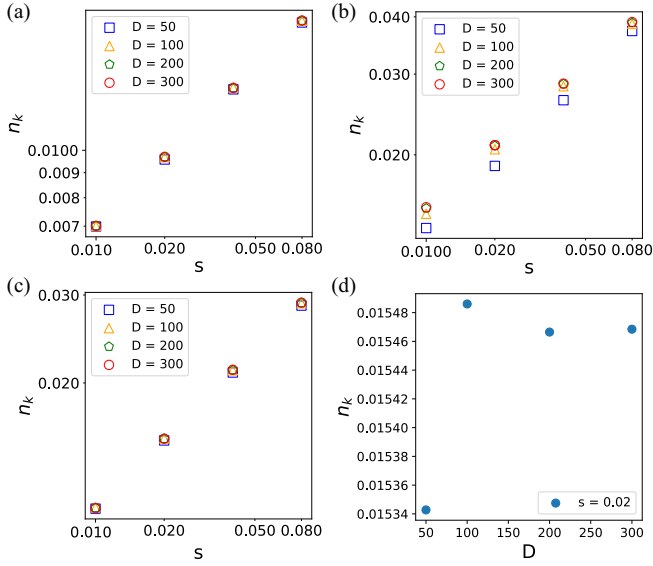 (a)
D = 50
D = 100
D = 200
D = 300
n_k
0.0100
0.009
0.008
0.007
0.010
0.020
0.050
0.080
s
(b)
D = 50
D = 100
D = 200
D = 300
n_k
0.040
0.030
0.020
0.0100
0.020
0.050
0.080
s
(c)
D = 50
D = 100
D = 200
D = 300
n_k
0.030
0.020
0.010
0.020
0.050
0.080
s
(d)
n_k
0.01548
0.01546
0.01544
0.01542
0.01540
0.01538
0.01536
0.01534
s = 0.02
50
100
150
200
250
300
D